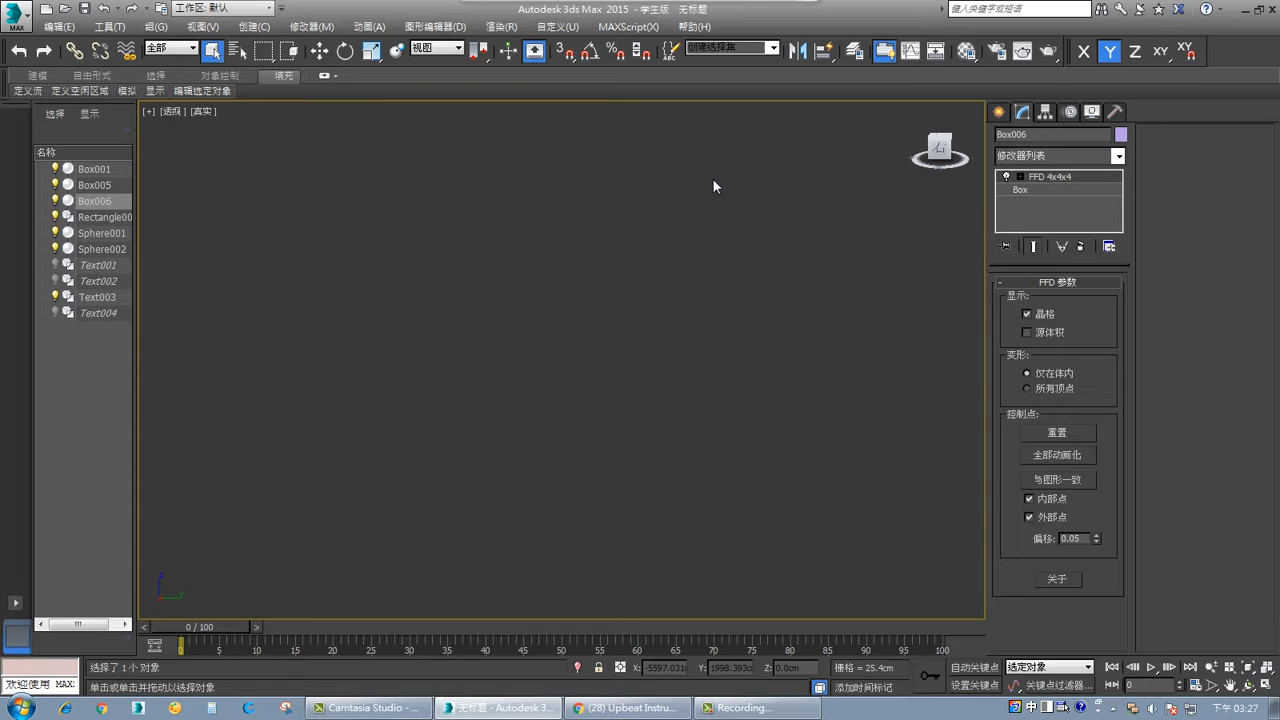 工作区: 默认
Autodesk 3ds Max 2015 - 学生版 无标题
键入关键字或短语
MAX
编辑(E) 工具(T) 组(G) 视图(V) 创建(C) 修改器(M) 动画(A) 图形编辑器(D) 渲染(R) 自定义(U) MAXScript(X) 帮助(H)
全部 视图 3 创建选择集 X Y Z XY XY
建模 自由形式 选择 对象绘制 填充
定义流 定义空闲区域 模拟 显示 编辑选定对象
选择 显示
名称
Box001
Box005
Box006
Rectangle00
Sphere001
Sphere002
Text001
Text002
Text003
Text004
[+] [透视] [真实]
z
y
Box006
修改器列表
FFD 4x4x4
Box
FFD 参数
显示:
晶格
源体积
变形:
仅在体内
所有顶点
控制点:
重置
全部动画化
与图形一致
内部点
外部点
偏移: 0.05
关于
0 / 100
0 5 10 15 20 25 30 35 40 45 50 55 60 65 70 75 80 85 90 95 100
选择了 1 个对象 X: -5597.031c Y: 1998.393c Z: 0.0cm 栅格 = 25.4cm 自动关键点 选定对象
欢迎使用 MAX: 单击或单击并拖动以选择对象 添加时间标记 设置关键点 关键点过滤器... 0
Camtasia Studio - ... 无标题 - Autodesk 3... (28) Upbeat Instru... Recording... 中 下午 03:27